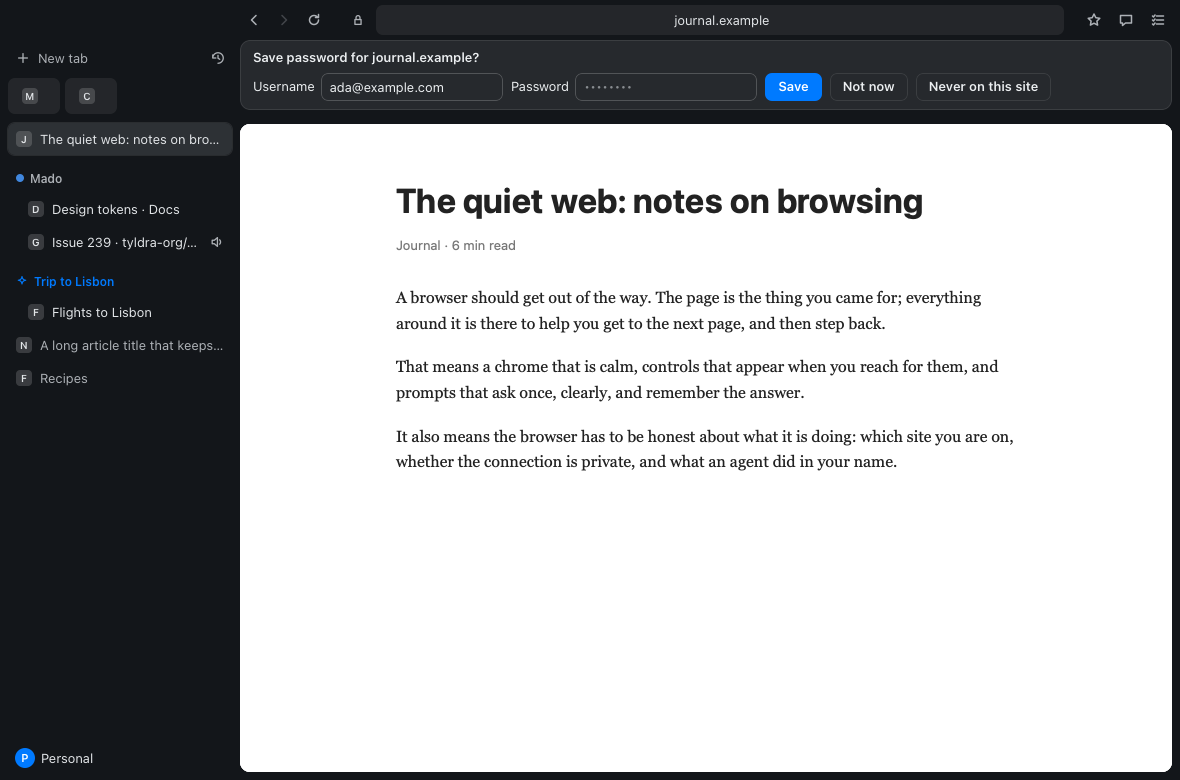 journal.example
New tab
M
C
J The quiet web: notes on bro...
Mado
D Design tokens · Docs
G Issue 239 · tyldra-org/...
Trip to Lisbon
F Flights to Lisbon
N A long article title that keeps...
F Recipes
P Personal
Save password for journal.example?
Username ada@example.com Password •••••••• Save Not now Never on this site
The quiet web: notes on browsing
Journal · 6 min read
A browser should get out of the way. The page is the thing you came for; everything
around it is there to help you get to the next page, and then step back.
That means a chrome that is calm, controls that appear when you reach for them, and
prompts that ask once, clearly, and remember the answer.
It also means the browser has to be honest about what it is doing: which site you are on,
whether the connection is private, and what an agent did in your name.